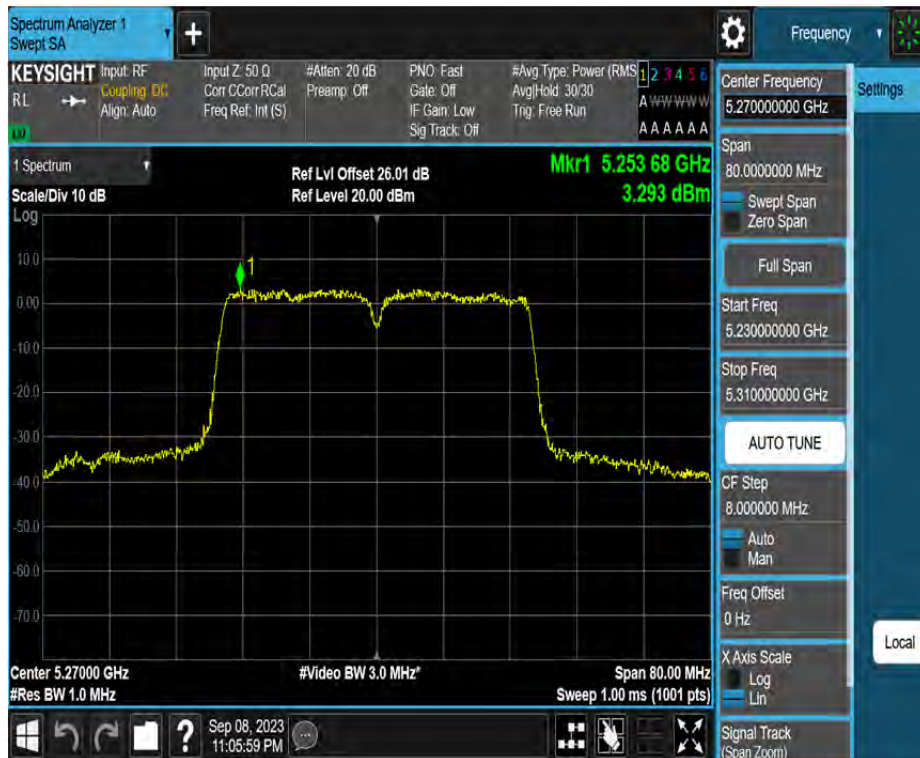 Spectrum Analyzer 1
Swept SA
+
Frequency
KEYSIGHT
RL
Input: RF
Coupling: DC
Align: Auto
Input Z: 50 Ω
Corr CCorr RCal
Freq Ref: Int (S)
#Atten: 20 dB
Preamp: Off
PNO: Fast
Gate: Off
IF Gain: Low
Sig Track: Off
#Avg Type: Power (RMS
Avg|Hold: 30/30
Trig: Free Run
1 2 3 4 5 6
A W W W W W
A A A A A A
1 Spectrum
Scale/Div 10 dB
Log
Ref Lvl Offset 26.01 dB
Ref Level 20.00 dBm
Mkr1 5.253 68 GHz
3.293 dBm
1
10.0
0.00
-10.0
-20.0
-30.0
-40.0
-50.0
-60.0
-70.0
Center 5.27000 GHz
#Res BW 1.0 MHz
#Video BW 3.0 MHz*
Span 80.00 MHz
Sweep 1.00 ms (1001 pts)
Center Frequency
5.270000000 GHz
Settings
Span
80.0000000 MHz
Swept Span
Zero Span
Full Span
Start Freq
5.230000000 GHz
Stop Freq
5.310000000 GHz
AUTO TUNE
CF Step
8.000000 MHz
Auto
Man
Freq Offset
0 Hz
X Axis Scale
Log
Lin
Local
Signal Track
(Span Zoom)
?
Sep 08, 2023
11:05:59 PM